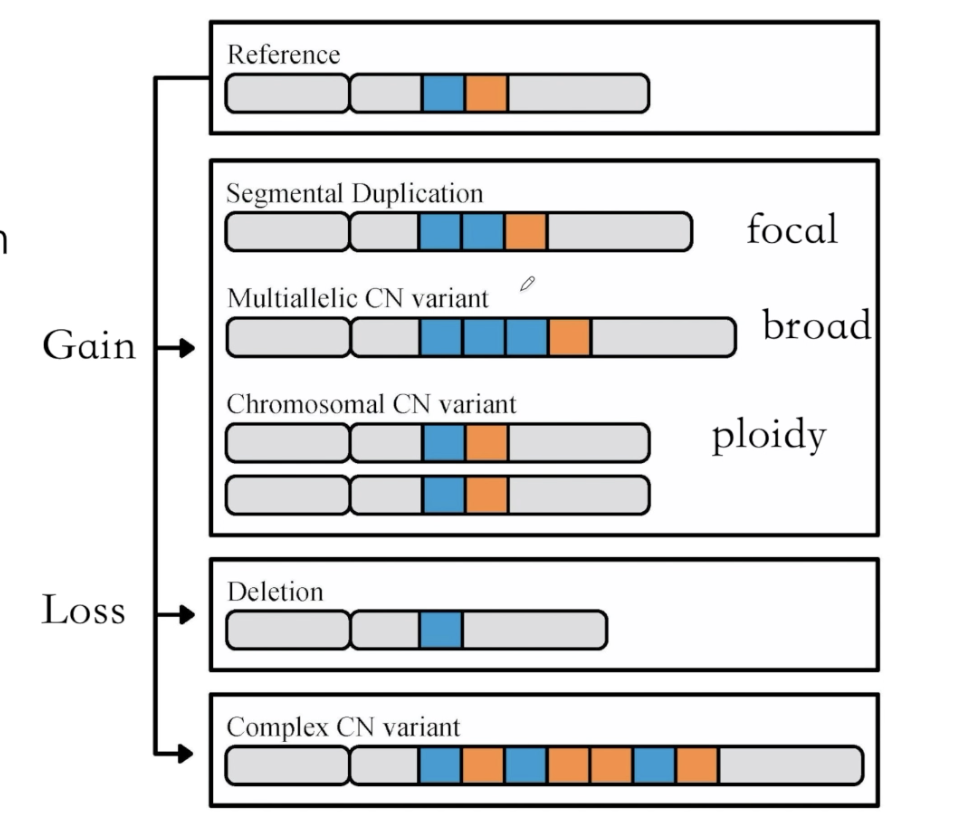 Reference
Segmental Duplication
focal
n
Multiallelic CN variant
broad
Gain
Chromosomal CN variant
ploidy
Deletion
Loss
Complex CN variant